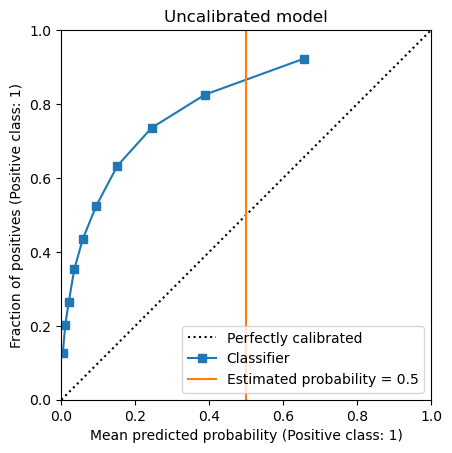 Uncalibrated model
Fraction of positives (Positive class: 1)
1.0
0.8
0.6
0.4
0.2
0.0
Perfectly calibrated
Classifier
Estimated probability = 0.5
0.0 0.2 0.4 0.6 0.8 1.0
Mean predicted probability (Positive class: 1)